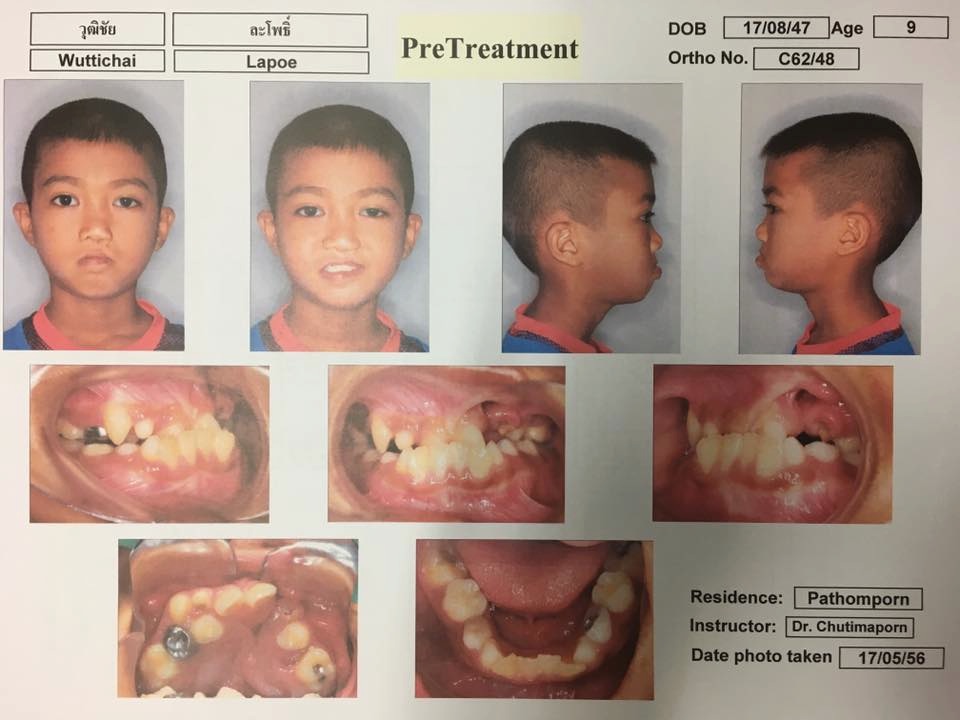 วุฒิชัย ละโพธิ์ PreTreatment DOB 17/08/47 Age 9
Wuttichai Lapoe Ortho No. C62/48
Residence: Pathomporn
Instructor: Dr. Chutimaporn
Date photo taken 17/05/56